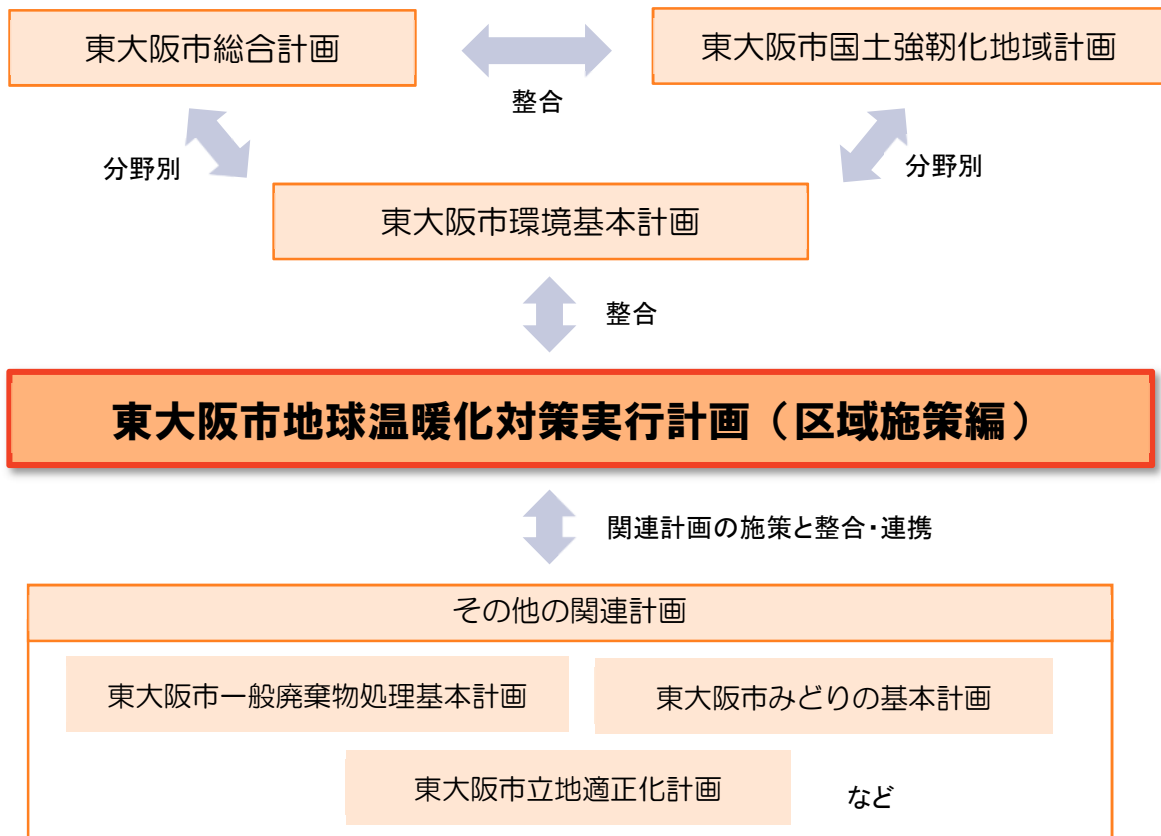 東大阪市総合計画
東大阪市国土強靭化地域計画
整合
分野別
分野別
東大阪市環境基本計画
整合
東大阪市地球温暖化対策実行計画（区域施策編）
関連計画の施策と整合・連携
その他の関連計画
東大阪市一般廃棄物処理基本計画
東大阪市みどりの基本計画
東大阪市立地適正化計画
など